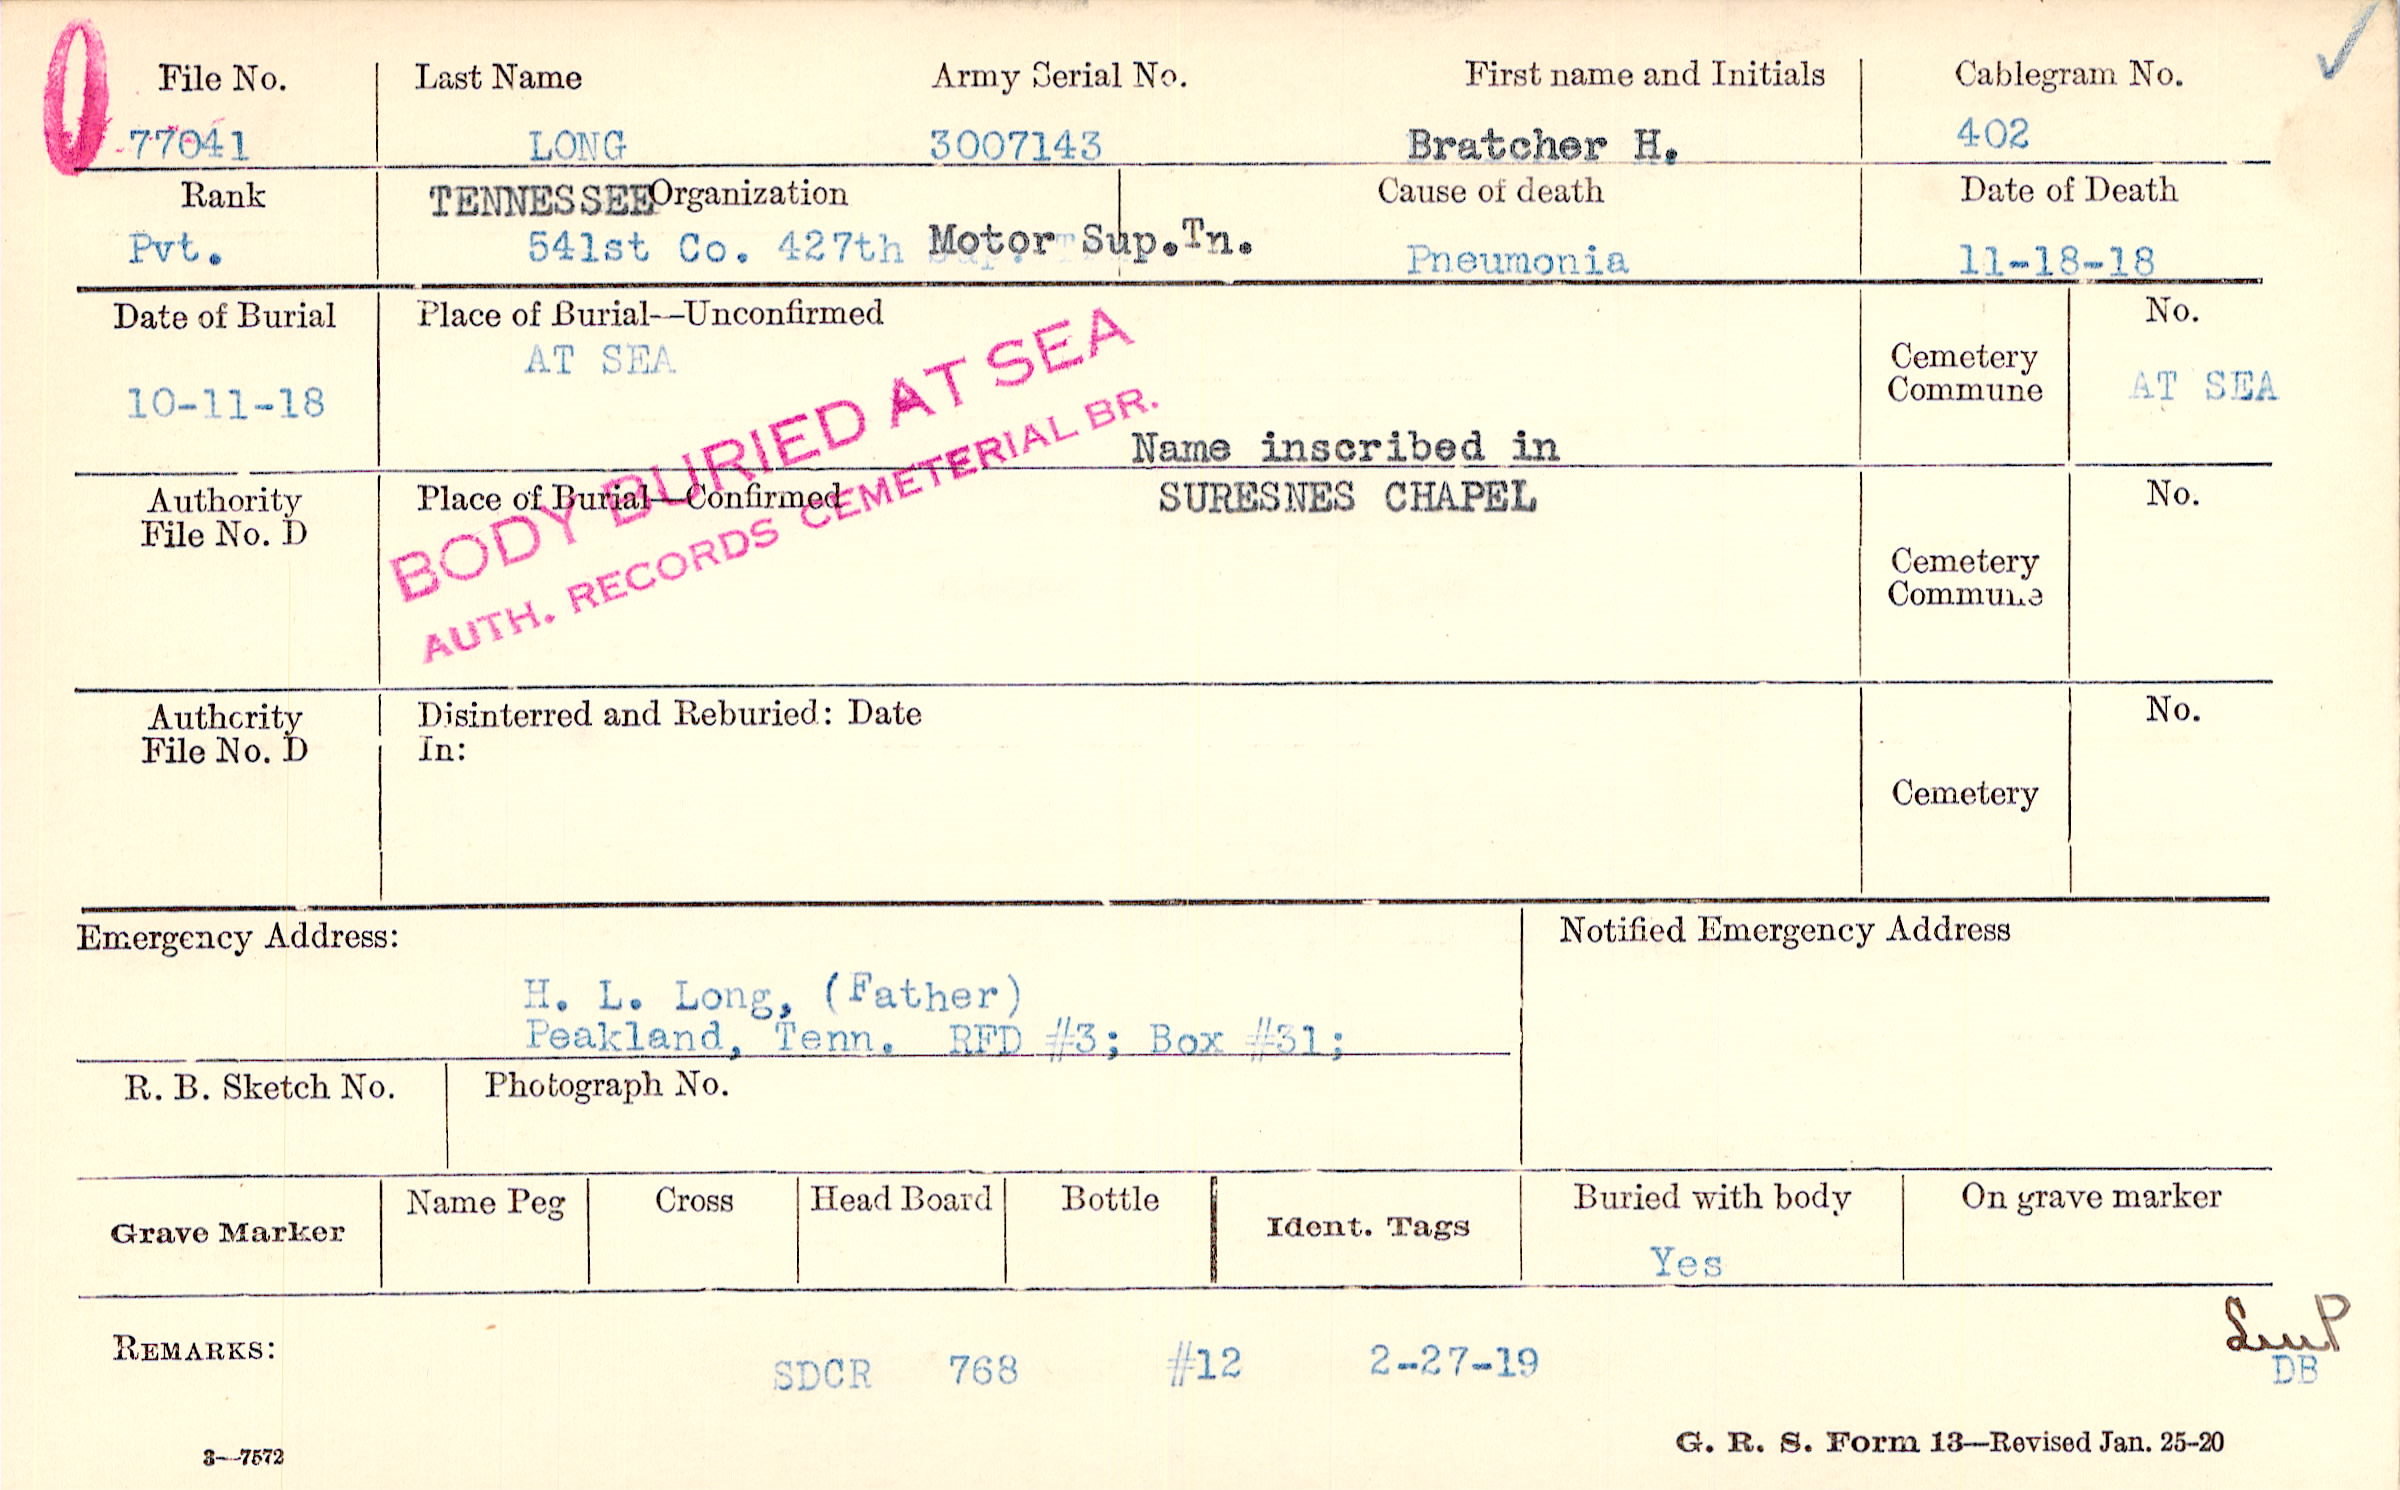 File No. Last Name Army Serial No. First name and Initials Cablegram No.
77041 LONG 3007143 Bratcher H. 402
Rank TENNESSEE Organization Cause of death Date of Death
Pvt. 541st Co. 427th Motor Sup.Tn. Pneumonia 11-18-18
Date of Burial Place of Burial—Unconfirmed No.
AT SEA
Cemetery
Commune
10-11-18 AT SEA
BODY BURIED AT SEA
AUTH. RECORDS CEMETERIAL BR.
Name inscribed in
SURESNES CHAPEL
Authority Place of Burial—Confirmed No.
File No. D
Cemetery
Commune
Authority Disinterred and Reburied: Date No.
File No. D In:
Cemetery
Emergency Address: Notified Emergency Address
H. L. Long, (Father)
Peakland, Tenn. RFD #3; Box #31;
R. B. Sketch No. Photograph No.
Grave Marker Name Peg Cross Head Board Bottle Ident. Tags Buried with body On grave marker
Yes
REMARKS: SDCR 768 #12 2-27-19
DB
3—7572 G. R. S. Form 13—Revised Jan. 25-20